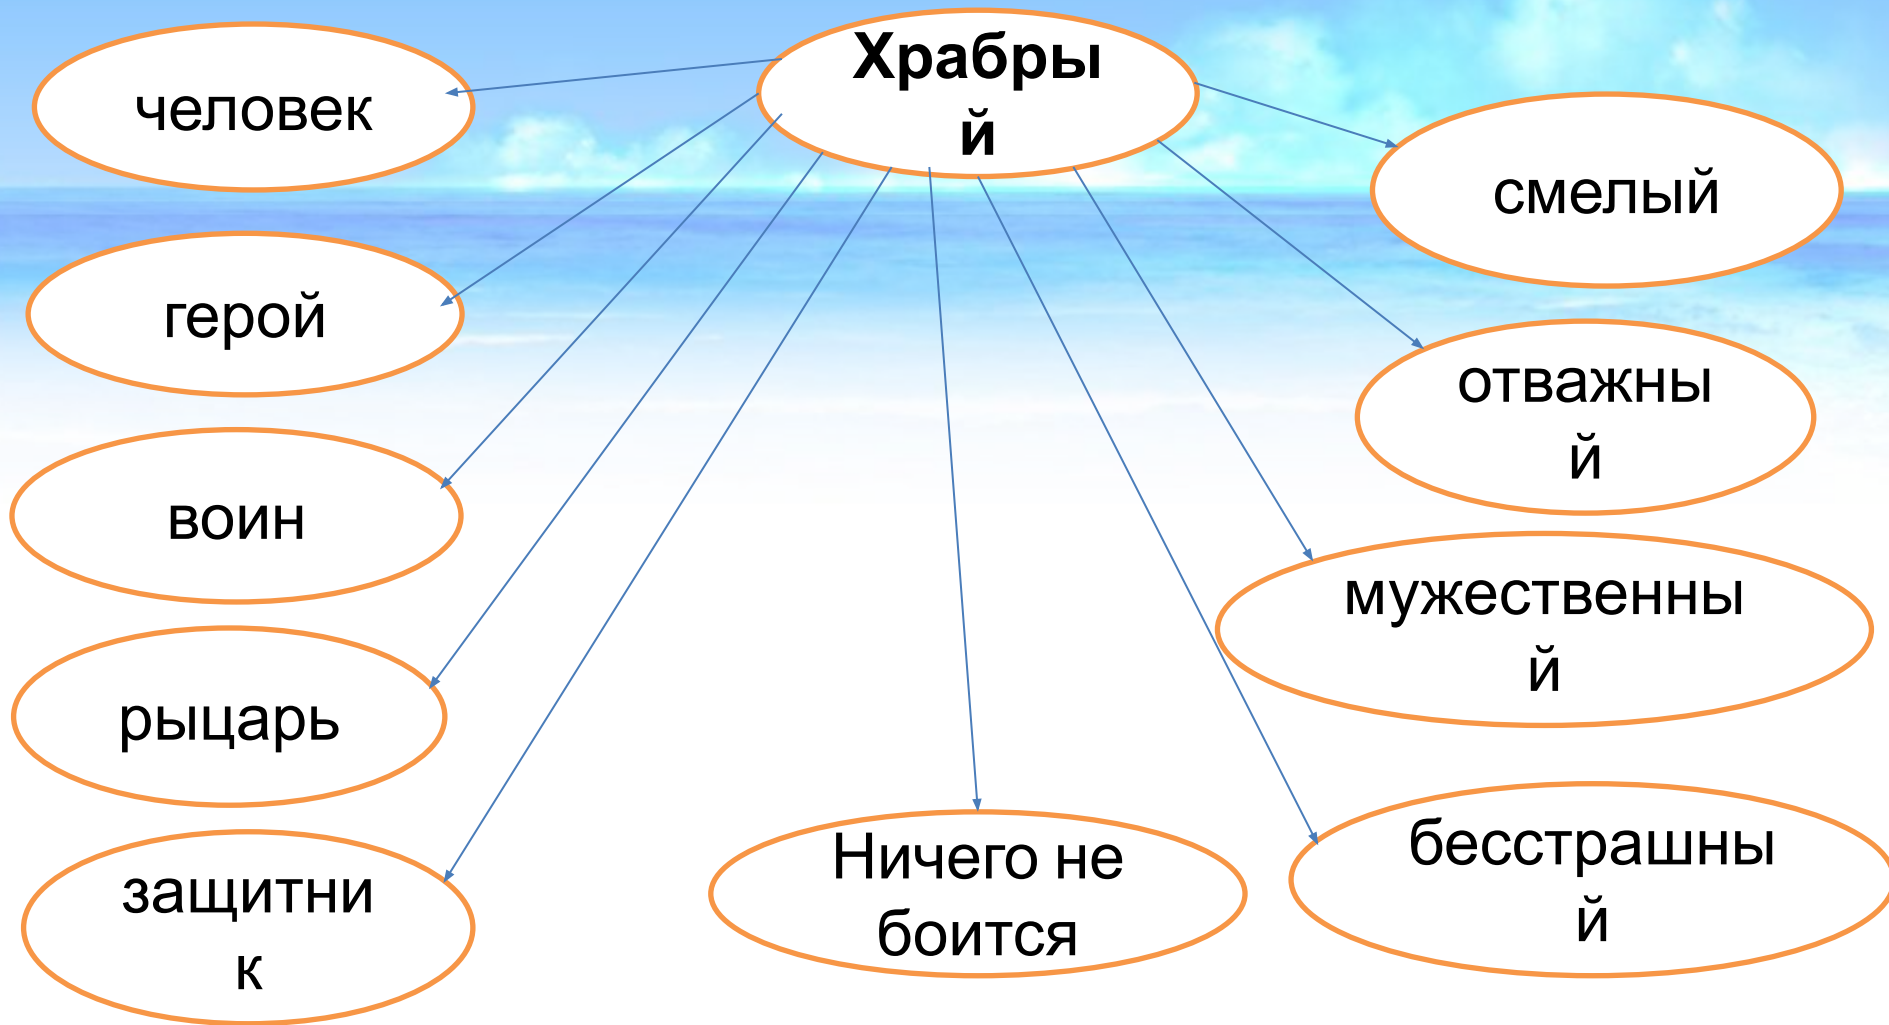 Храбры
й
человек
герой
воин
рыцарь
защитни
к
Ничего не
боится
смелый
отважны
й
мужественны
й
бесстрашны
й